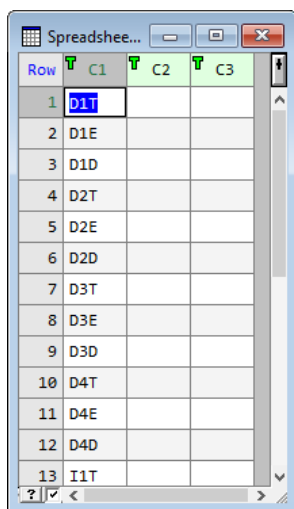 Spreadshee...
Row T C1 T C2 T C3
1 D1T
2 D1E
3 D1D
4 D2T
5 D2E
6 D2D
7 D3T
8 D3E
9 D3D
10 D4T
11 D4E
12 D4D
13 I1T
?